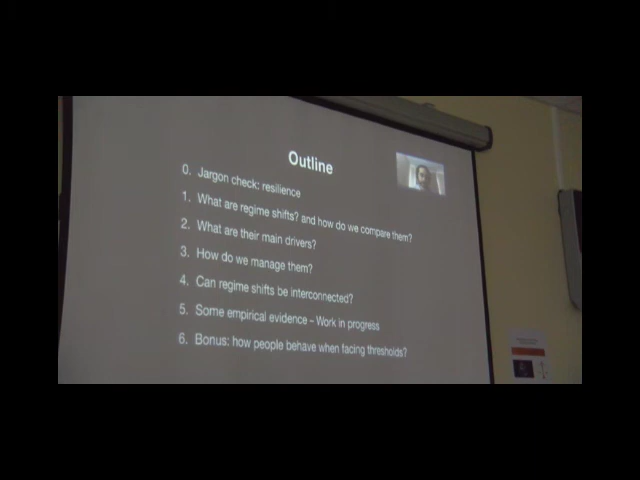 Outline
0. Jargon check: resilience
1. What are regime shifts? and how do we compare them?
2. What are their main drivers?
3. How do we manage them?
4. Can regime shifts be interconnected?
5. Some empirical evidence – Work in progress
6. Bonus: how people behave when facing thresholds?